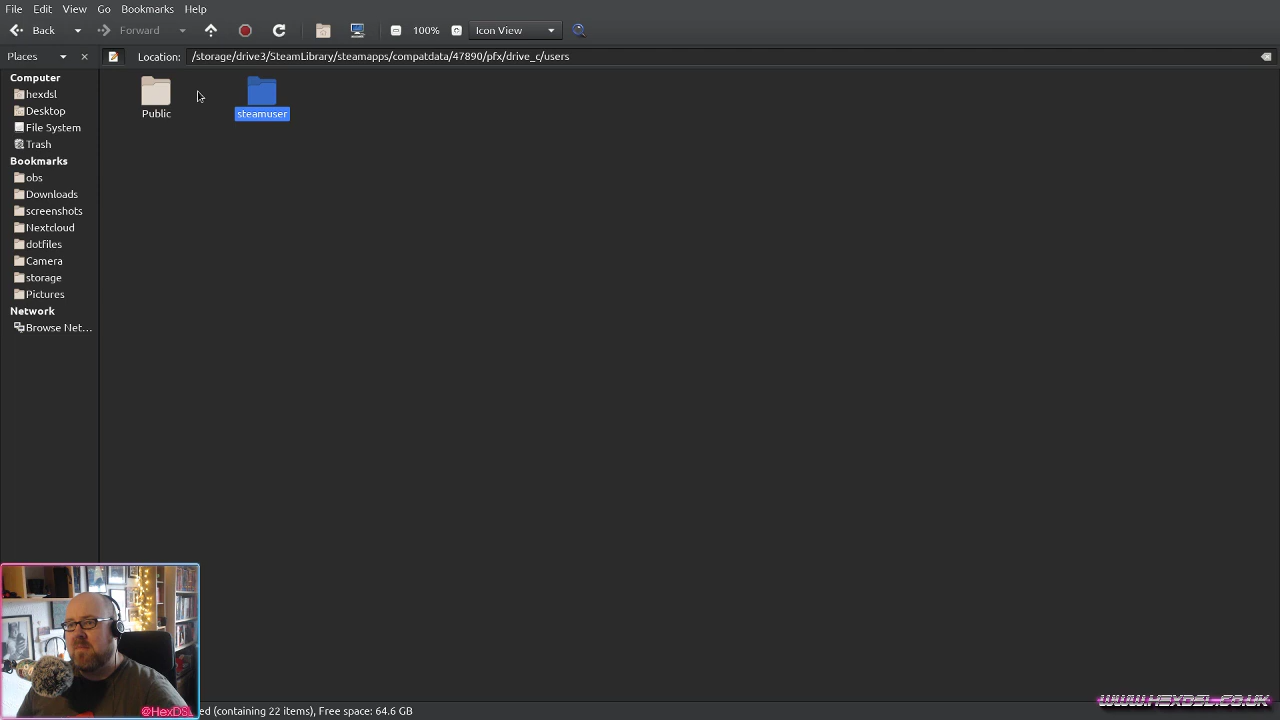 File Edit View Go Bookmarks Help
Back Forward 100% Icon View
Places Location: /storage/drive3/SteamLibrary/steamapps/compatdata/47890/pfx/drive_c/users
Computer
hexdsl
Desktop
File System
Trash
Bookmarks
obs
Downloads
screenshots
Nextcloud
dotfiles
Camera
storage
Pictures
Network
Browse Net...
Public steamuser
@HexDSL
(containing 22 items), Free space: 64.6 GB
WWW.HEXDSL.CO.UK